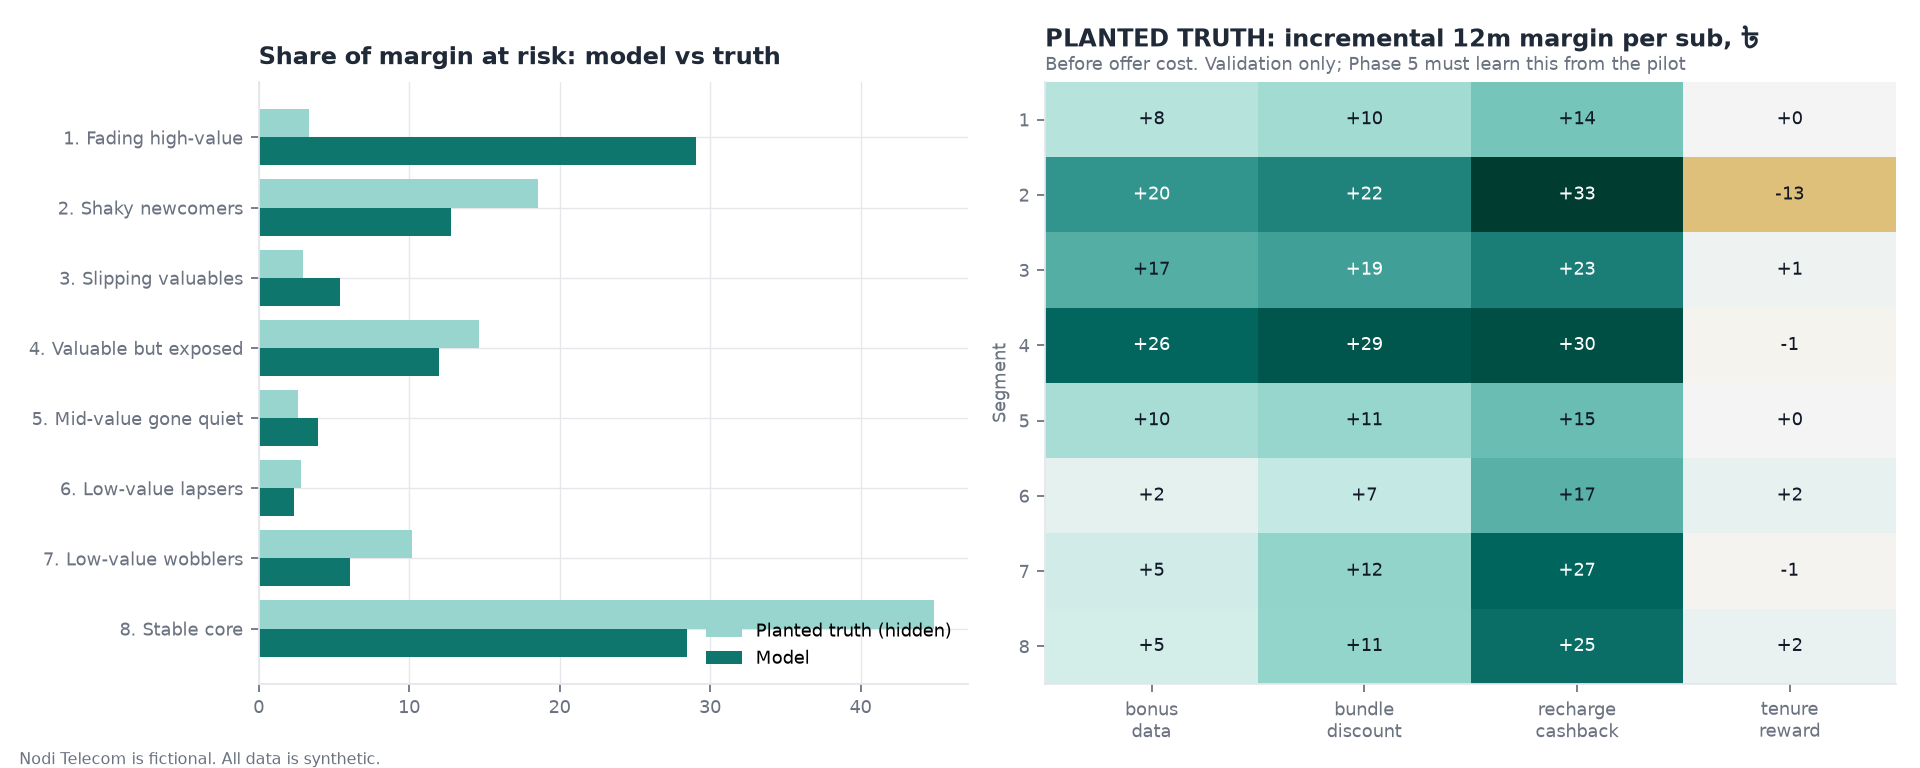 Share of margin at risk: model vs truth
1. Fading high-value
2. Shaky newcomers
3. Slipping valuables
4. Valuable but exposed
5. Mid-value gone quiet
6. Low-value lapsers
7. Low-value wobblers
8. Stable core
Planted truth (hidden)
Model
0 10 20 30 40
PLANTED TRUTH: incremental 12m margin per sub, ৳
Before offer cost. Validation only; Phase 5 must learn this from the pilot
Segment
1 +8 +10 +14 +0
2 +20 +22 +33 -13
3 +17 +19 +23 +1
4 +26 +29 +30 -1
5 +10 +11 +15 +0
6 +2 +7 +17 +2
7 +5 +12 +27 -1
8 +5 +11 +25 +2
bonus data
bundle discount
recharge cashback
tenure reward
Nodi Telecom is fictional. All data is synthetic.